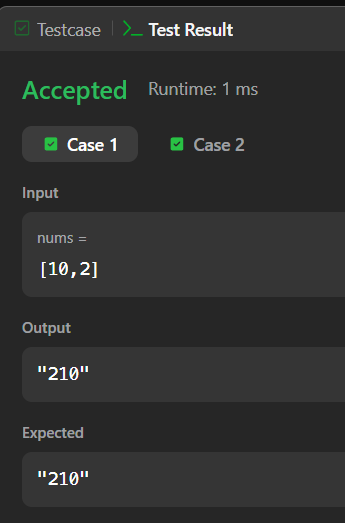 Testcase | Test Result
Accepted Runtime: 1 ms
Case 1 Case 2
Input
nums =
[10,2]
Output
"210"
Expected
"210"